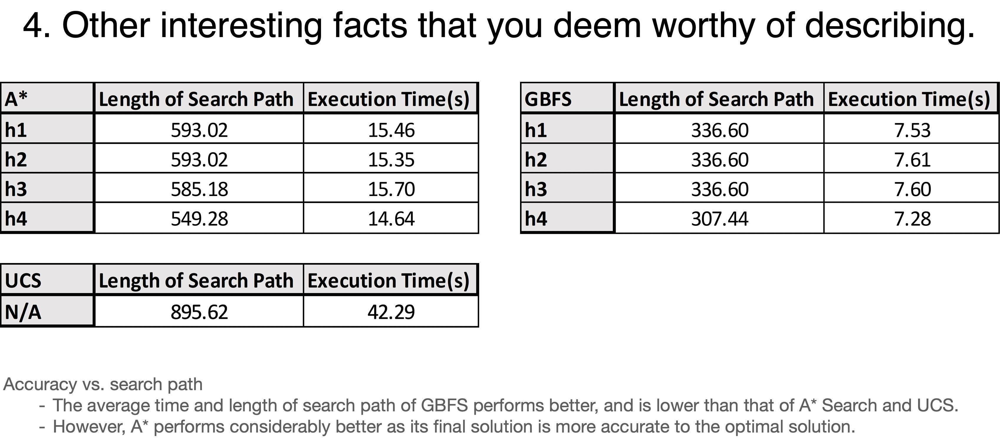 4. Other interesting facts that you deem worthy of describing.
A* Length of Search Path Execution Time(s)
h1 593.02 15.46
h2 593.02 15.35
h3 585.18 15.70
h4 549.28 14.64
GBFS Length of Search Path Execution Time(s)
h1 336.60 7.53
h2 336.60 7.61
h3 336.60 7.60
h4 307.44 7.28
UCS Length of Search Path Execution Time(s)
N/A 895.62 42.29
Accuracy vs. search path
- The average time and length of search path of GBFS performs better, and is lower than that of A* Search and UCS.
- However, A* performs considerably better as its final solution is more accurate to the optimal solution.